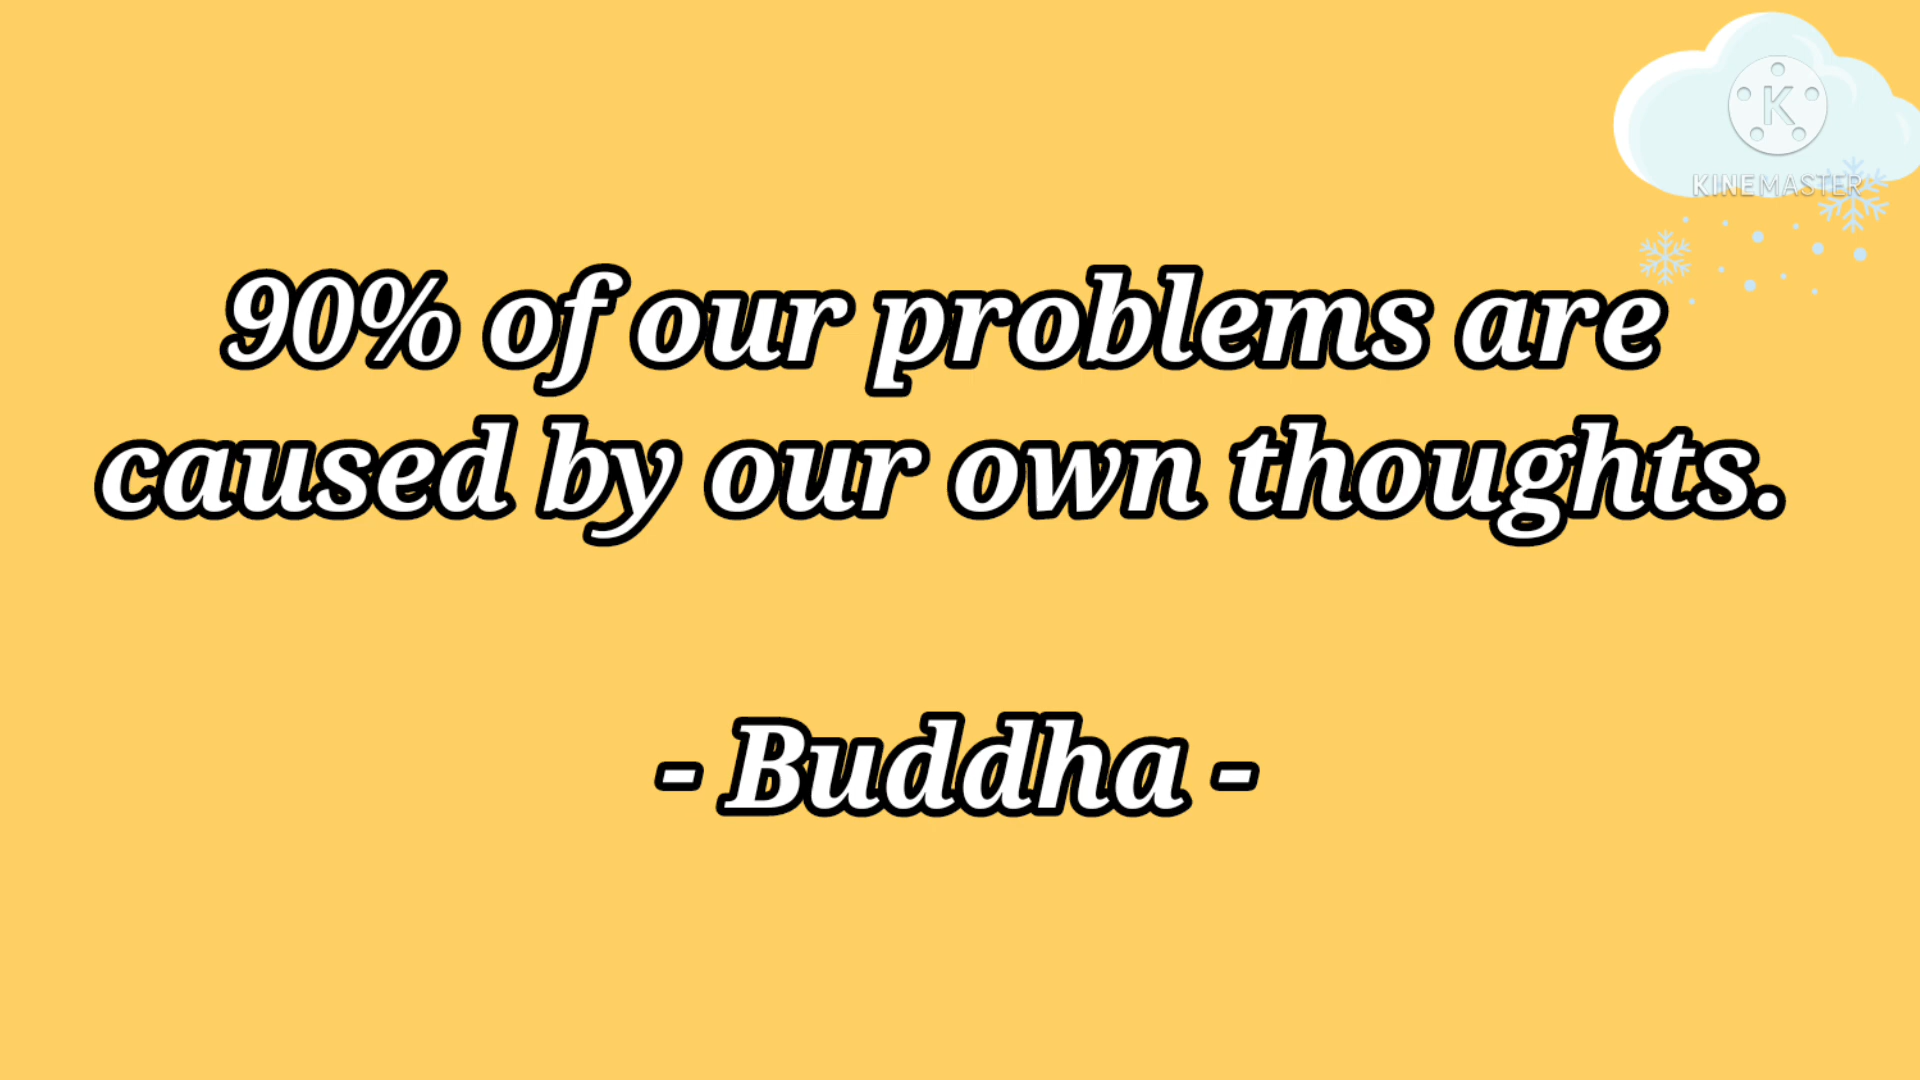 K
KINEMASTER
90% of our problems are
caused by our own thoughts.
- Buddha -